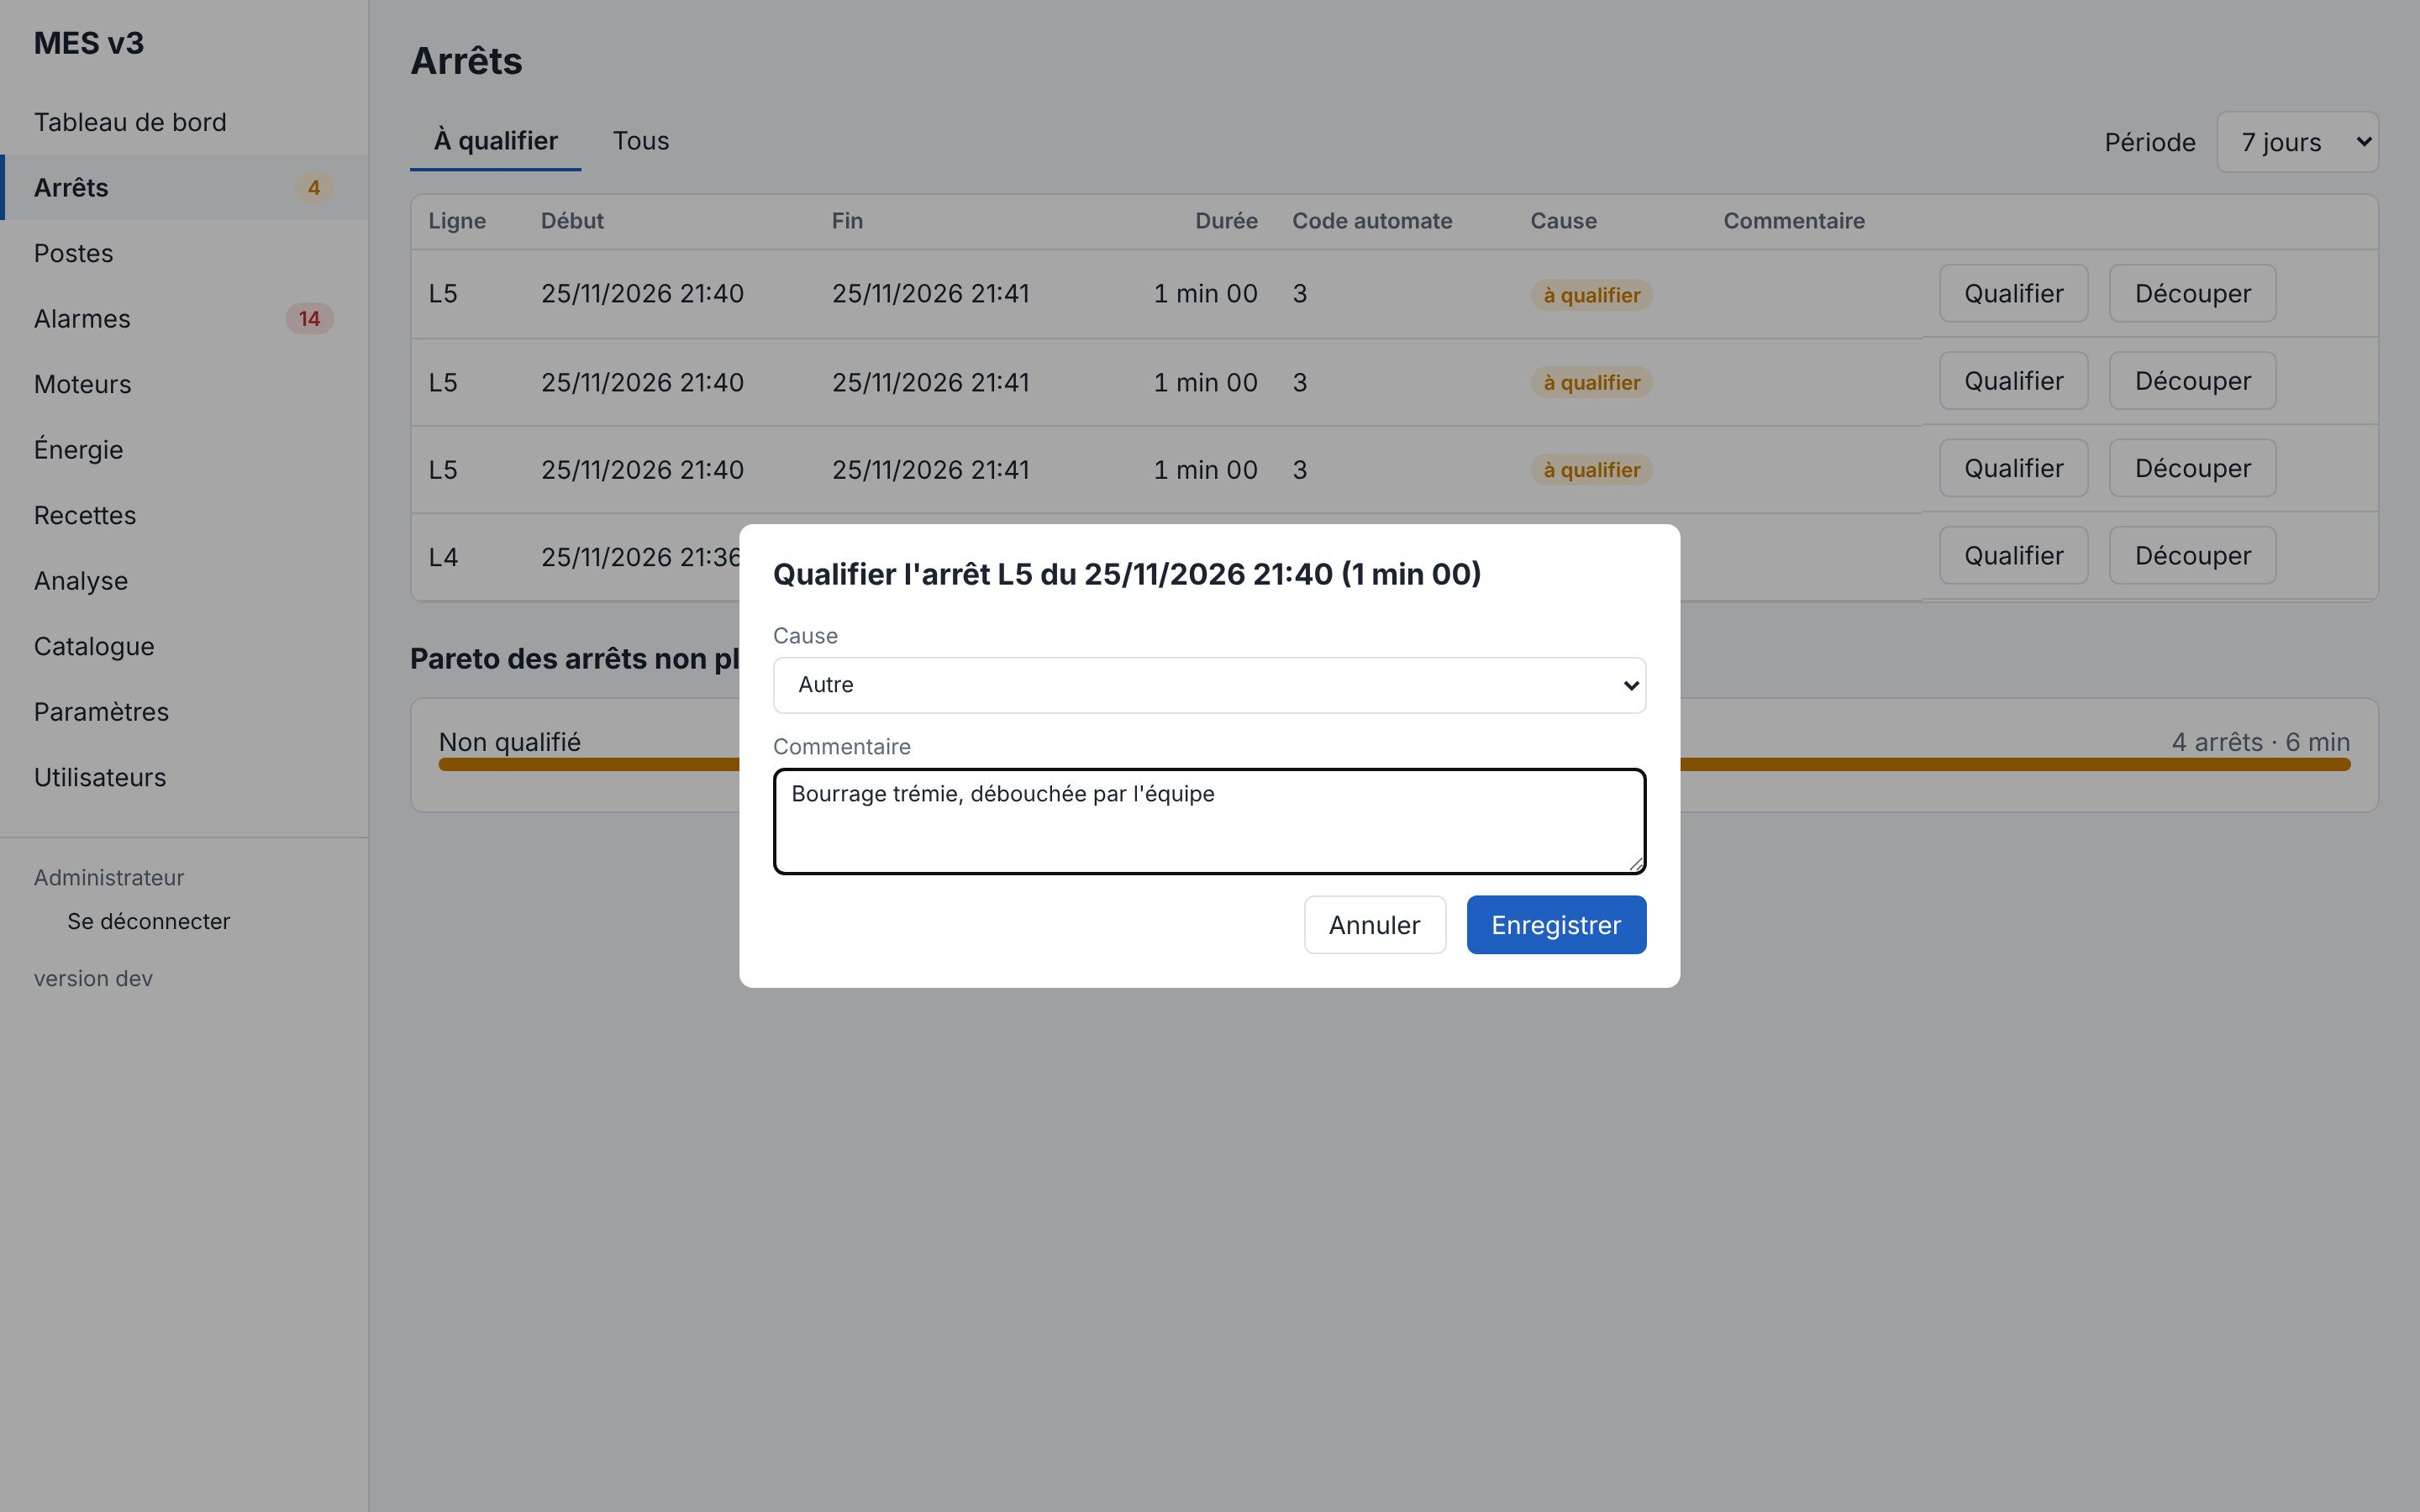 MES v3
Tableau de bord
Arrêts 4
Postes
Alarmes 14
Moteurs
Énergie
Recettes
Analyse
Catalogue
Paramètres
Utilisateurs
Administrateur
Se déconnecter
version dev
Arrêts
À qualifier Tous Période 7 jours
Ligne Début Fin Durée Code automate Cause Commentaire
L5 25/11/2026 21:40 25/11/2026 21:41 1 min 00 3 à qualifier Qualifier Découper
L5 25/11/2026 21:40 25/11/2026 21:41 1 min 00 3 à qualifier Qualifier Découper
L5 25/11/2026 21:40 25/11/2026 21:41 1 min 00 3 à qualifier Qualifier Découper
L4 25/11/2026 21:36 Qualifier Découper
Pareto des arrêts non pl
Non qualifié 4 arrêts · 6 min
Qualifier l'arrêt L5 du 25/11/2026 21:40 (1 min 00)
Cause
Autre
Commentaire
Bourrage trémie, débouchée par l'équipe
Annuler Enregistrer